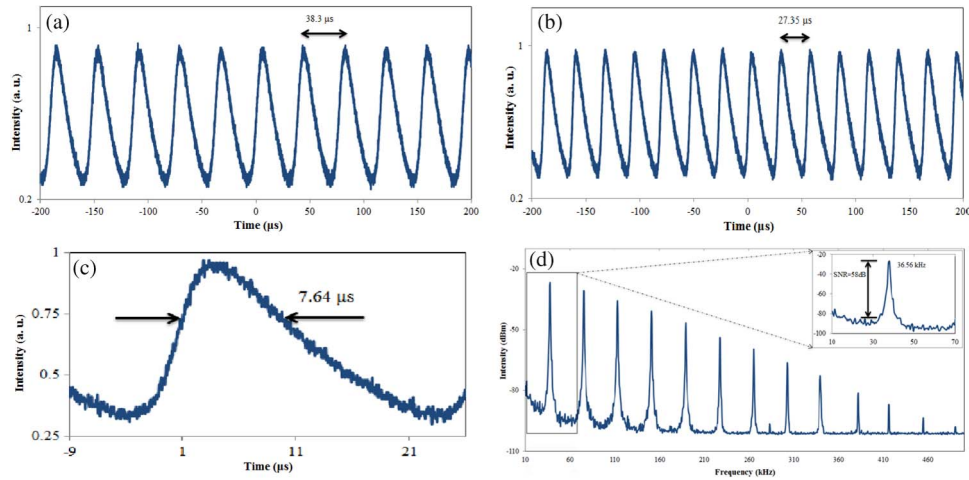 (a)
38.3 µs
1
Intensity (a. u.)
0.2
-200 -150 -100 -50 0 50 100 150 200
Time (µs)
(b)
27.35 µs
1
Intensity (a. u.)
0.2
-200 -150 -100 -50 0 50 100 150 200
Time (µs)
(c)
7.64 µs
1
0.75
0.5
0.25
Intensity (a. u.)
-9 1 11 21
Time (µs)
(d)
-20
-50
-80
-110
Intensity (dBm)
10 60 110 160 210 260 310 360 410 460
Frequency (kHz)
-20
-40
-60
-80
-100
SNR=58dB
36.56 kHz
10 20 30 40 50 60 70